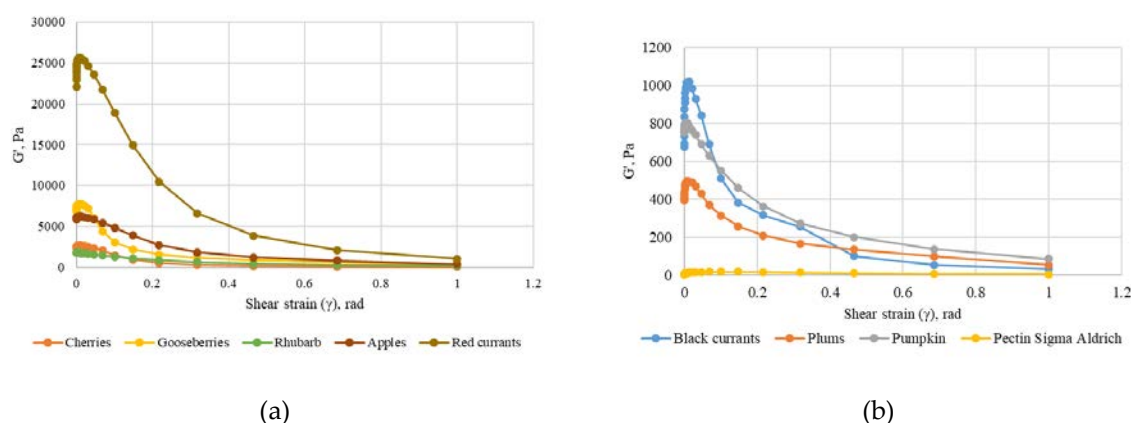 30000
25000
20000
15000
10000
5000
0
G', Pa
0 0.2 0.4 0.6 0.8 1 1.2
Shear strain (γ), rad
Cherries Gooseberries Rhubarb Apples Red currants
(a)
1200
1000
800
600
400
200
0
G', Pa
0 0.2 0.4 0.6 0.8 1 1.2
Shear strain (γ), rad
Black currants Plums Pumpkin Pectin Sigma Aldrich
(b)